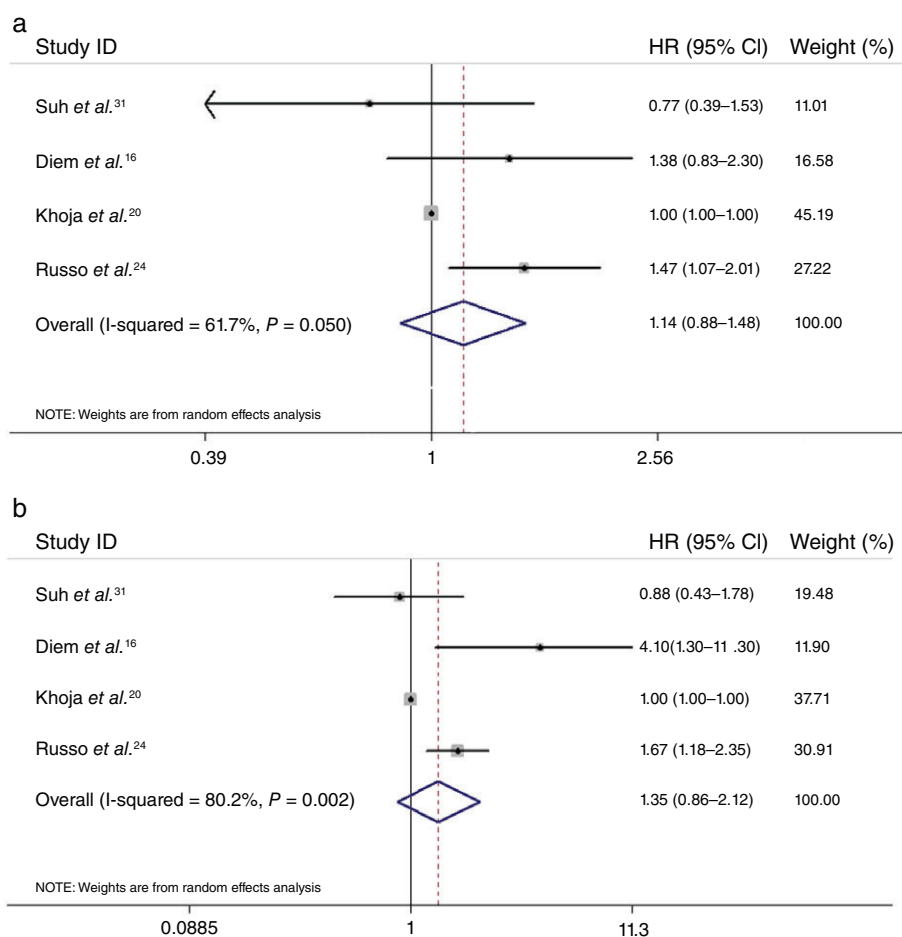 a
Study ID HR (95% CI) Weight (%)
Suh et al.31 0.77 (0.39–1.53) 11.01
Diem et al.16 1.38 (0.83–2.30) 16.58
Khoja et al.20 1.00 (1.00–1.00) 45.19
Russo et al.24 1.47 (1.07–2.01) 27.22
Overall (I-squared = 61.7%, P = 0.050) 1.14 (0.88–1.48) 100.00
NOTE: Weights are from random effects analysis
0.39 1 2.56
b
Study ID HR (95% CI) Weight (%)
Suh et al.31 0.88 (0.43–1.78) 19.48
Diem et al.16 4.10(1.30–11 .30) 11.90
Khoja et al.20 1.00 (1.00–1.00) 37.71
Russo et al.24 1.67 (1.18–2.35) 30.91
Overall (I-squared = 80.2%, P = 0.002) 1.35 (0.86–2.12) 100.00
NOTE: Weights are from random effects analysis
0.0885 1 11.3